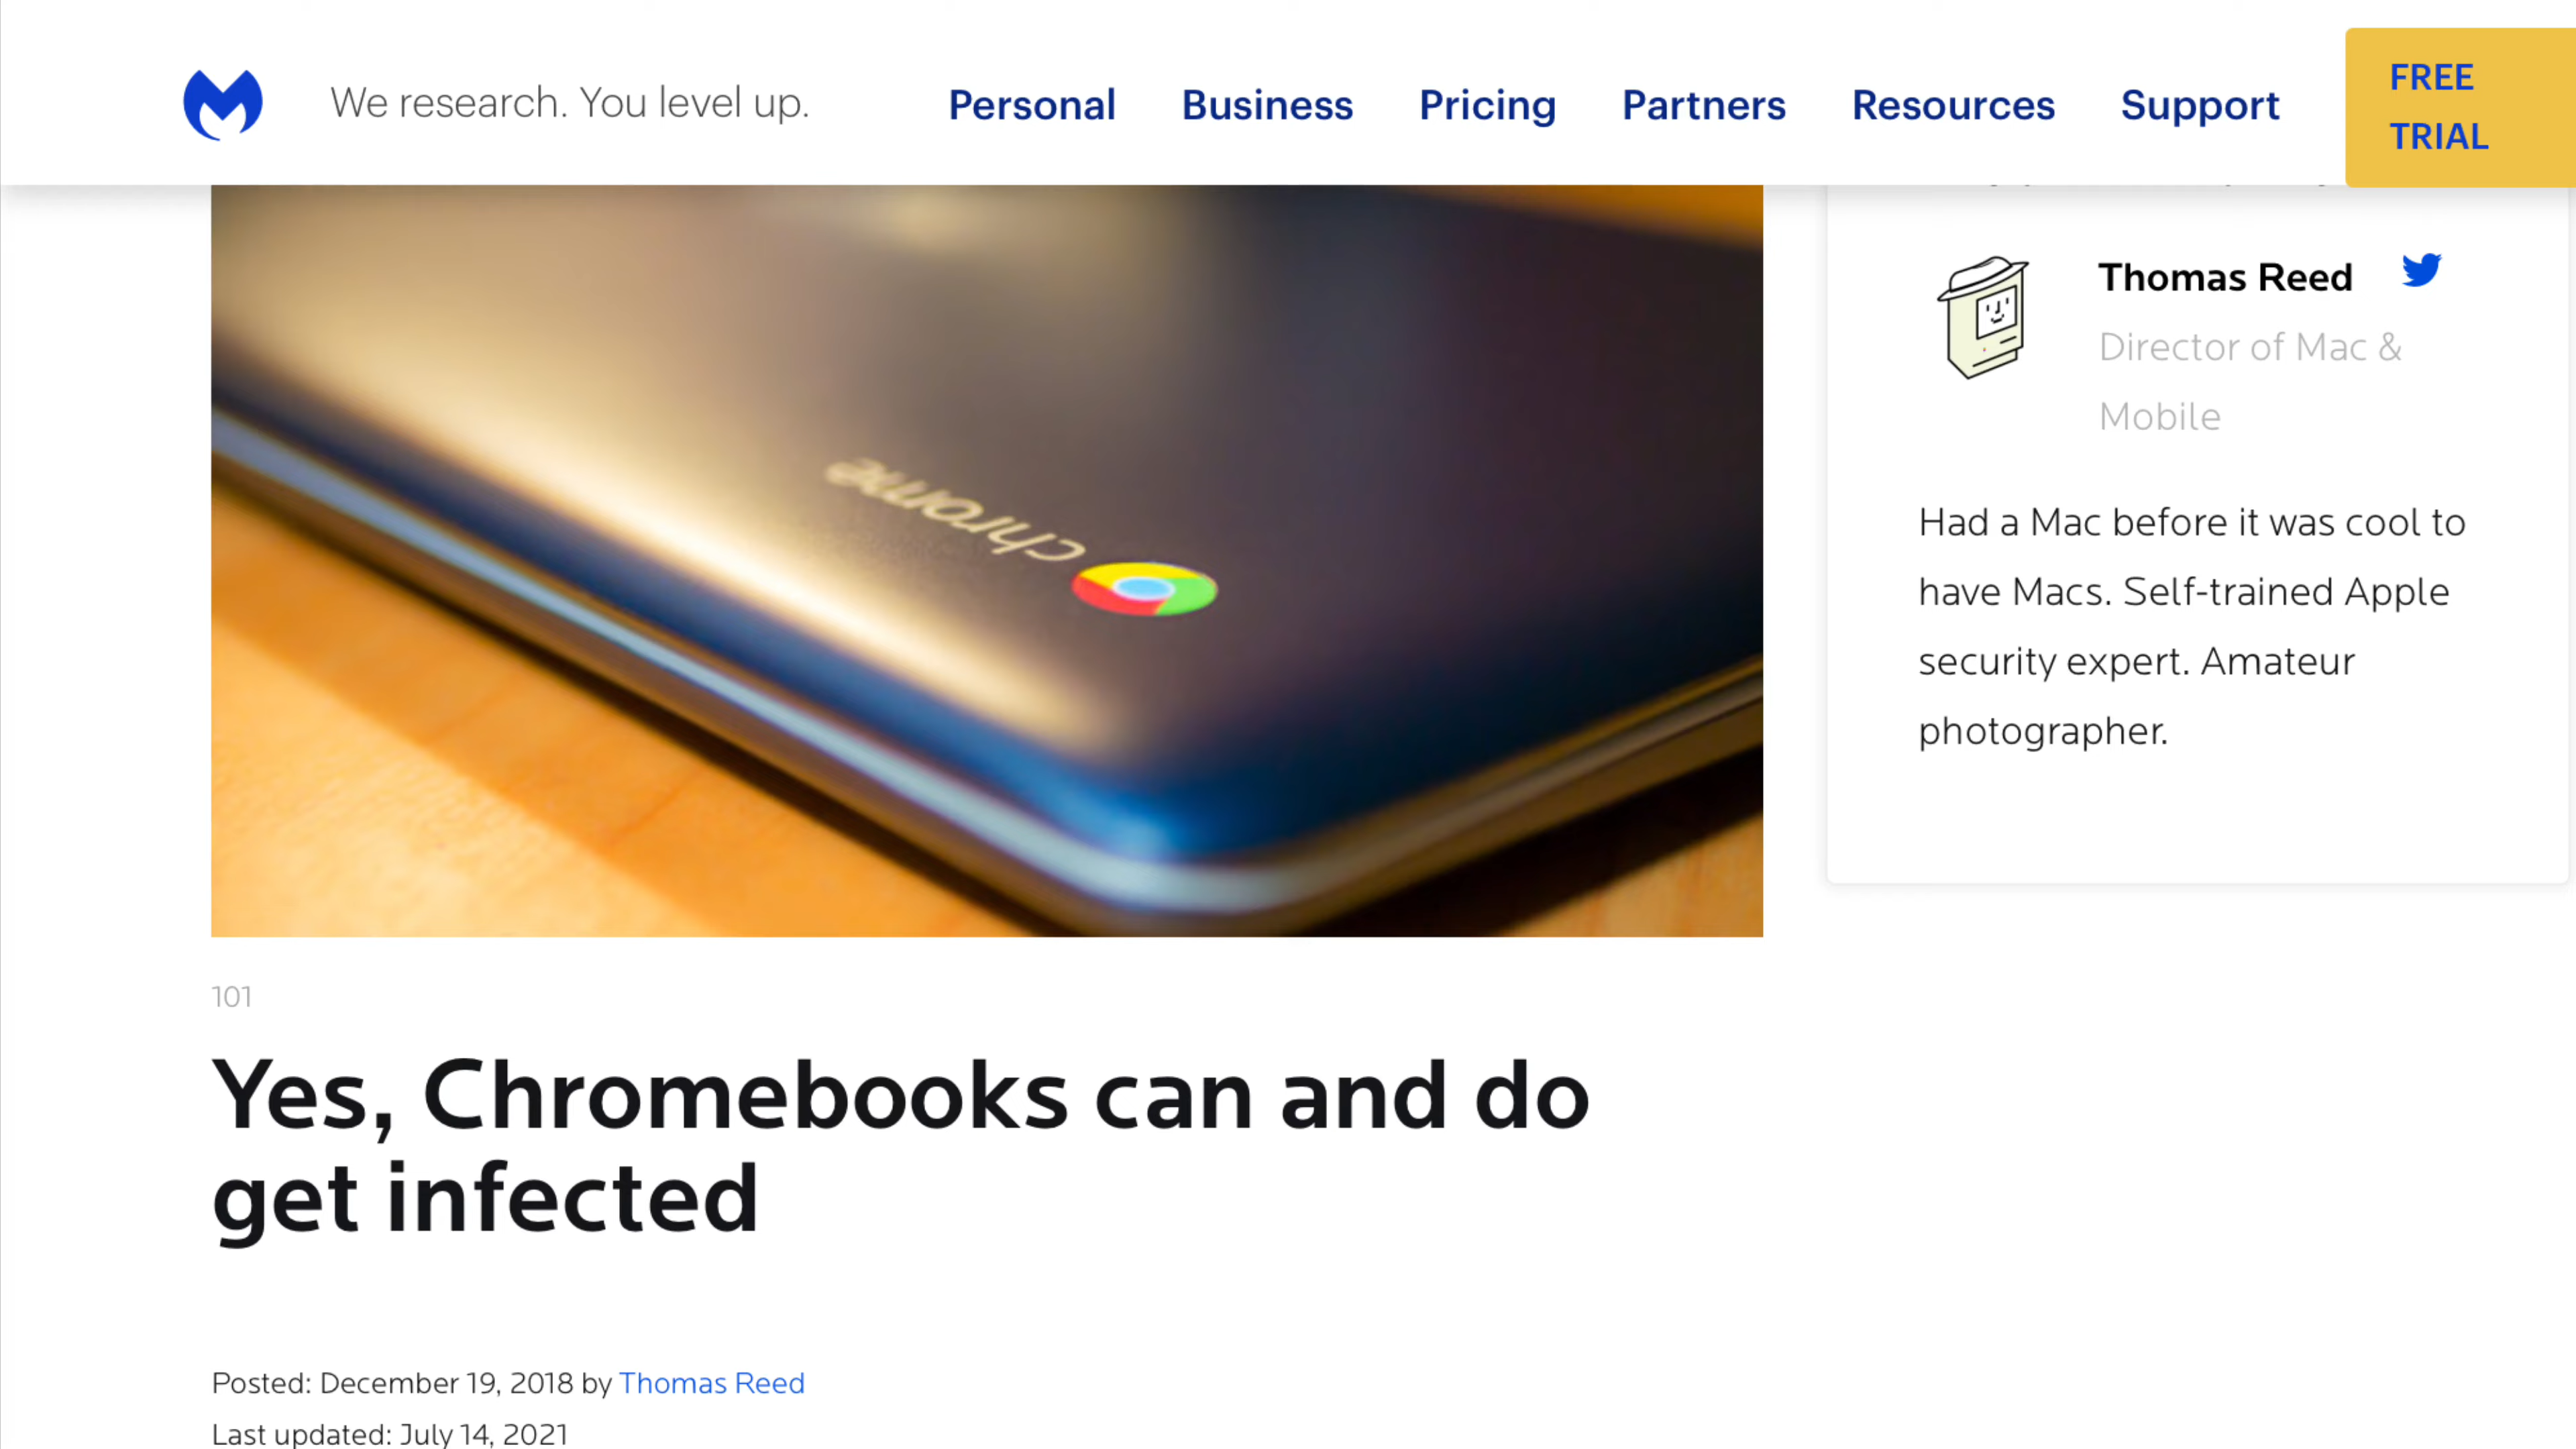 We research. You level up.
Personal
Business
Pricing
Partners
Resources
Support
FREE
TRIAL
chrome
Thomas Reed
Director of Mac &
Mobile
Had a Mac before it was cool to
have Macs. Self-trained Apple
security expert. Amateur
photographer.
101
Yes, Chromebooks can and do
get infected
Posted: December 19, 2018 by Thomas Reed
Last updated: July 14, 2021